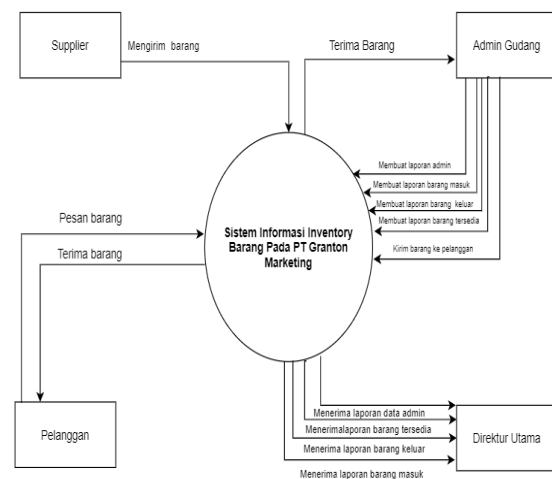 Supplier
Mengirim barang
Terima Barang
Admin Gudang
Membuat laporan admin
Membuat laporan barang masuk
Membuat laporan barang keluar
Membuat laporan barang tersedia
Kirim barang ke pelanggan
Pesan barang
Terima barang
Sistem Informasi Inventory
Barang Pada PT Granton
Marketing
Pelanggan
Menerima laporan data admin
Menerimalaporan barang tersedia
Menerima laporan barang keluar
Menerima laporan barang masuk
Direktur Utama